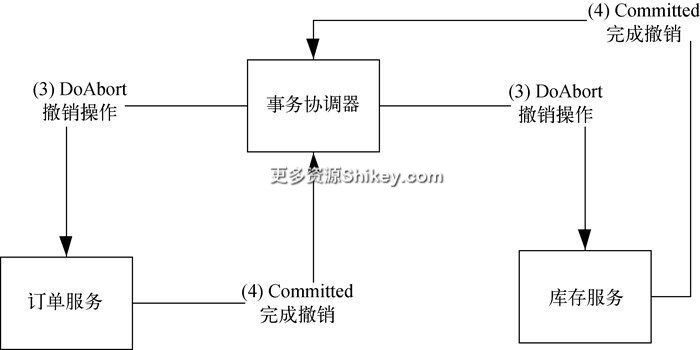 (4) Committed
完成撤销
(3) DoAbort
撤销操作
事务协调器
(3) DoAbort
撤销操作
更多资源Shikey.com
订单服务
(4) Committed
完成撤销
库存服务